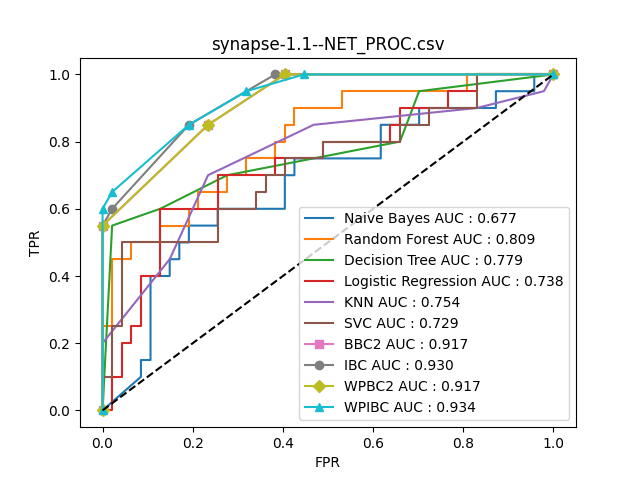 synapse-1.1--NET_PROC.csv
1.0
0.8
0.6
0.4
0.2
0.0
TPR
Naive Bayes AUC : 0.677
Random Forest AUC : 0.809
Decision Tree AUC : 0.779
Logistic Regression AUC : 0.738
KNN AUC : 0.754
SVC AUC : 0.729
BBC2 AUC : 0.917
IBC AUC : 0.930
WPBC2 AUC : 0.917
WPIBC AUC : 0.934
0.0 0.2 0.4 0.6 0.8 1.0
FPR